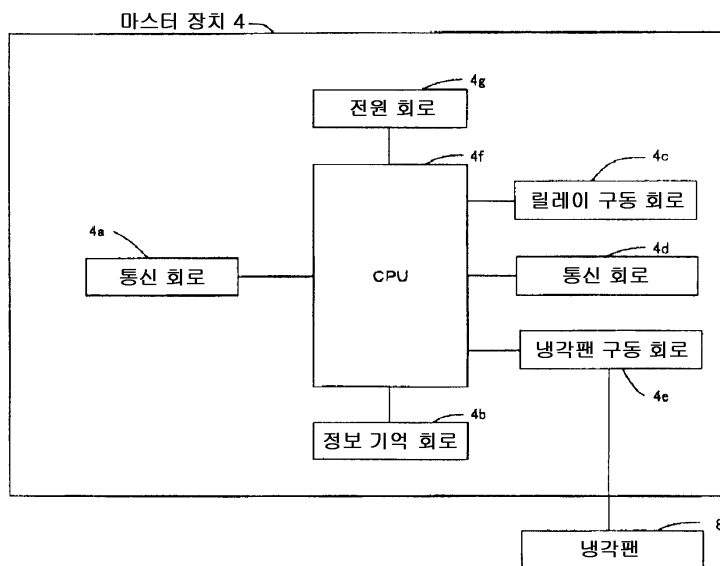 마스터 장치 4
4g
전원 회로
4f
4c
릴레이 구동 회로
4a
4d
통신 회로
CPU
통신 회로
냉각팬 구동 회로
4e
4b
정보 기억 회로
냉각팬